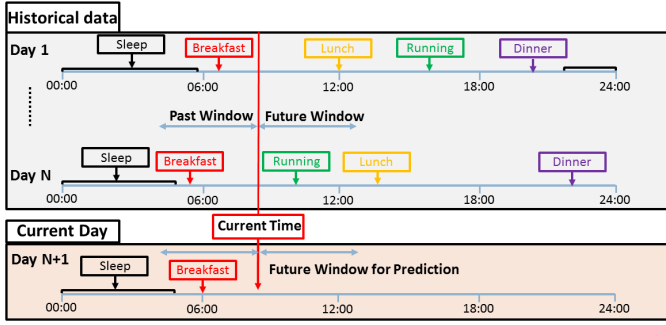 Historical data
Day 1
Sleep
Breakfast
Lunch
Running
Dinner
00:00
06:00
12:00
18:00
24:00
Past Window
Future Window
Day N
Sleep
Breakfast
Running
Lunch
Dinner
00:00
06:00
12:00
18:00
24:00
Current Time
Current Day
Day N+1
Sleep
Breakfast
Future Window for Prediction
00:00
06:00
12:00
18:00
24:00